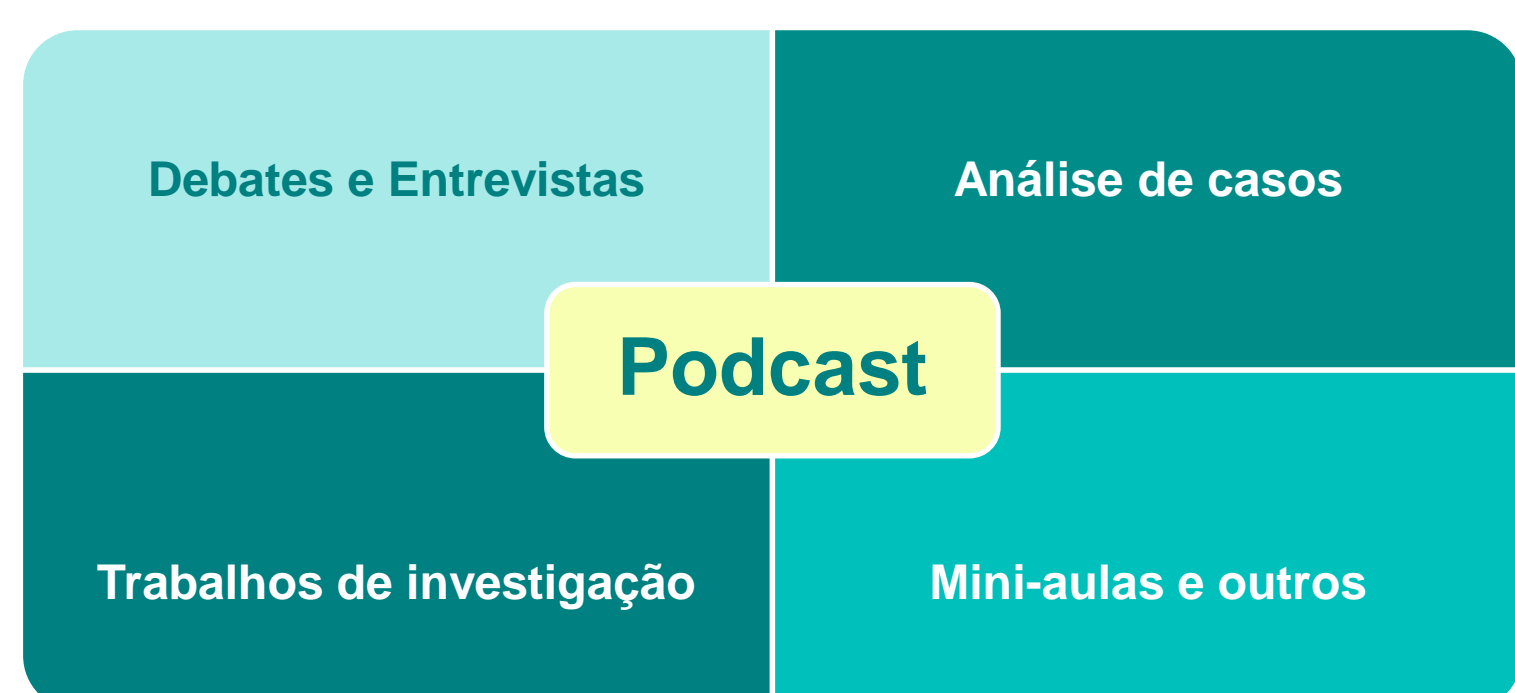 Debates e Entrevistas
Análise de casos
Podcast
Trabalhos de investigação
Mini-aulas e outros